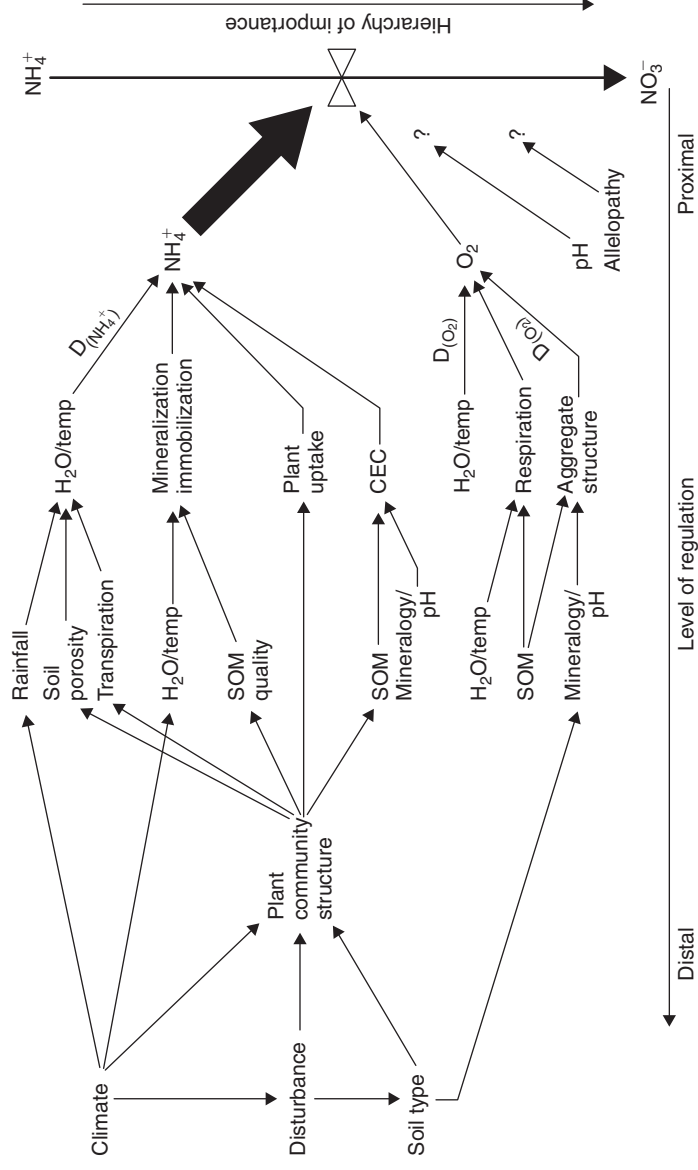 Hierarchy of importance
NH₄⁺
NO₃⁻
Climate
Disturbance
Soil type
Plant
community
structure
Rainfall
Soil
porosity
Transpiration
H₂O/temp
SOM
quality
SOM
Mineralogy/
pH
H₂O/temp
SOM
Mineralogy/
pH
H₂O/temp
Mineralization
immobilization
Plant
uptake
CEC
H₂O/temp
Respiration
Aggregate
structure
D(NH₄⁺)
D(O₂)
D(O₂)
NH₄⁺
O₂
pH
Allelopathy
?
?
Distal
Level of regulation
Proximal